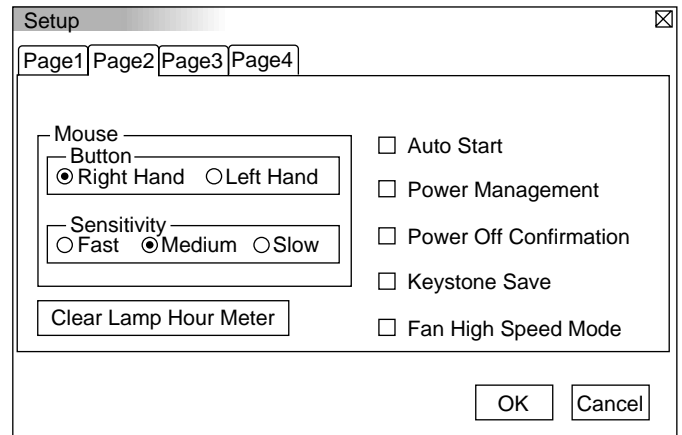 Setup
Page1 Page2 Page3 Page4
Mouse
Button
Right Hand Left Hand
Sensitivity
Fast Medium Slow
Clear Lamp Hour Meter
Auto Start
Power Management
Power Off Confirmation
Keystone Save
Fan High Speed Mode
OK Cancel